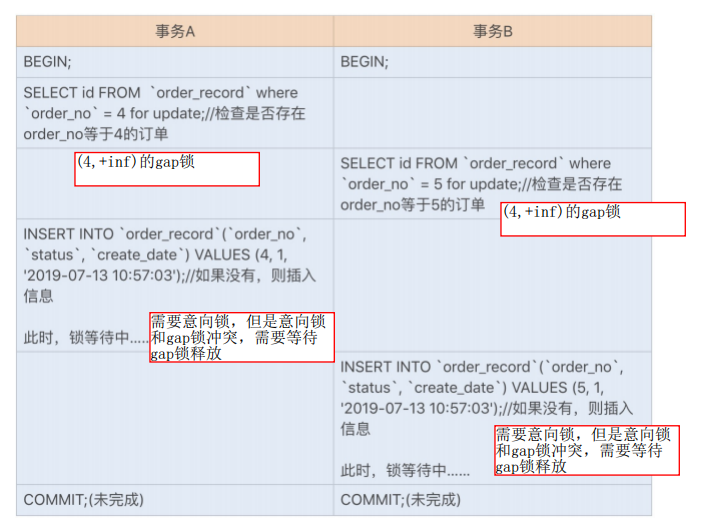 事务A
事务B
BEGIN;
BEGIN;
SELECT id FROM `order_record` where
`order_no` = 4 for update;//检查是否存在
order_no等于4的订单
(4,+inf)的gap锁
SELECT id FROM `order_record` where
`order_no` = 5 for update;//检查是否存在
order_no等于5的订单
(4,+inf)的gap锁
INSERT INTO `order_record`(`order_no`,
`status`, `create_date`) VALUES (4, 1,
'2019-07-13 10:57:03');//如果没有，则插入
信息
此时，锁等待中.....
需要意向锁，但是意向锁
和gap锁冲突，需要等待
gap锁释放
INSERT INTO `order_record`(`order_no`,
`status`, `create_date`) VALUES (5, 1,
'2019-07-13 10:57:03');//如果没有，则插入
信息
需要意向锁，但是意向锁
和gap锁冲突，需要等待
gap锁释放
此时，锁等待中......
COMMIT;(未完成)
COMMIT;(未完成)